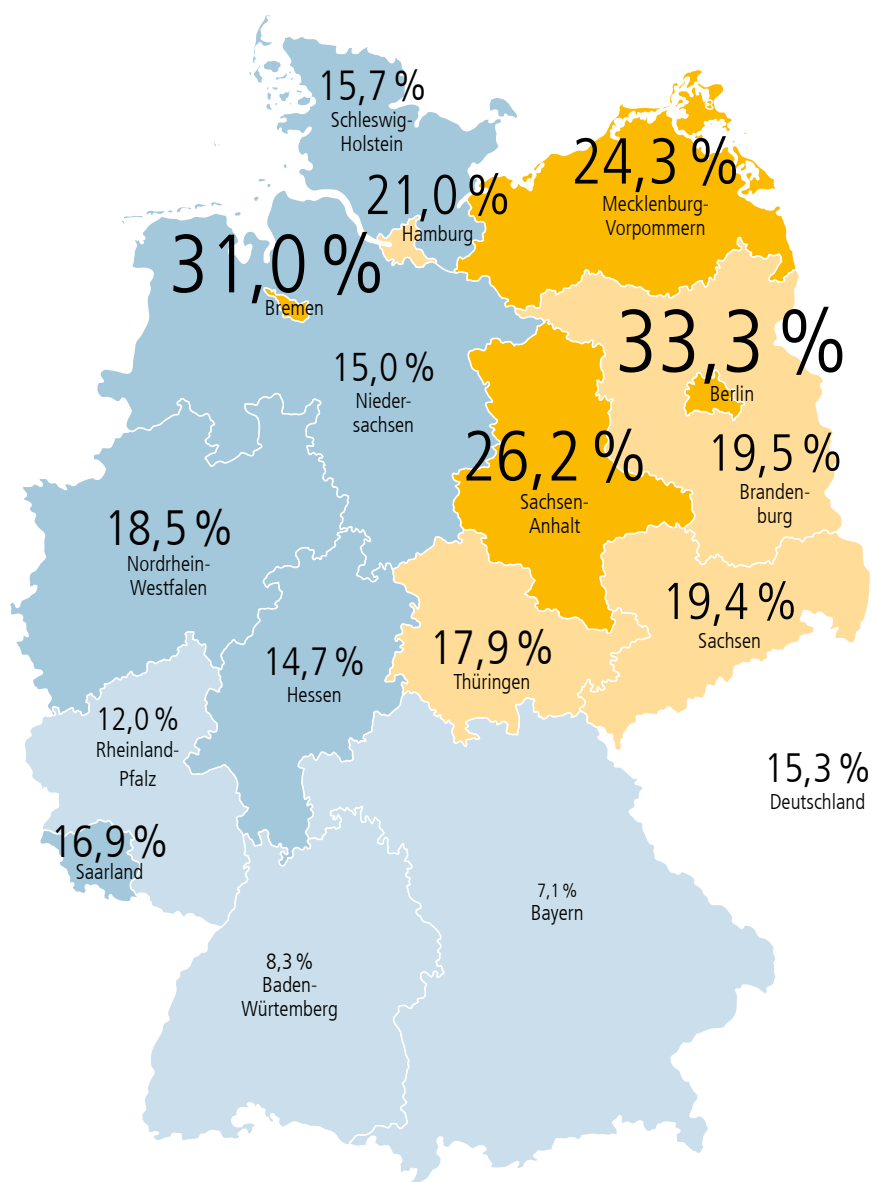 15,7 %
Schleswig-
Holstein
24,3 %
Mecklenburg-
Vorpommern
21,0 %
Hamburg
31,0 %
Bremen
33,3 %
Berlin
15,0 %
Nieder-
sachsen
26,2 %
Sachsen-
Anhalt
19,5 %
Branden-
burg
18,5 %
Nordrhein-
Westfalen
19,4 %
Sachsen
17,9 %
Thüringen
14,7 %
Hessen
12,0 %
Rheinland-
Pfalz
15,3 %
Deutschland
16,9 %
Saarland
7,1 %
Bayern
8,3 %
Baden-
Würtemberg